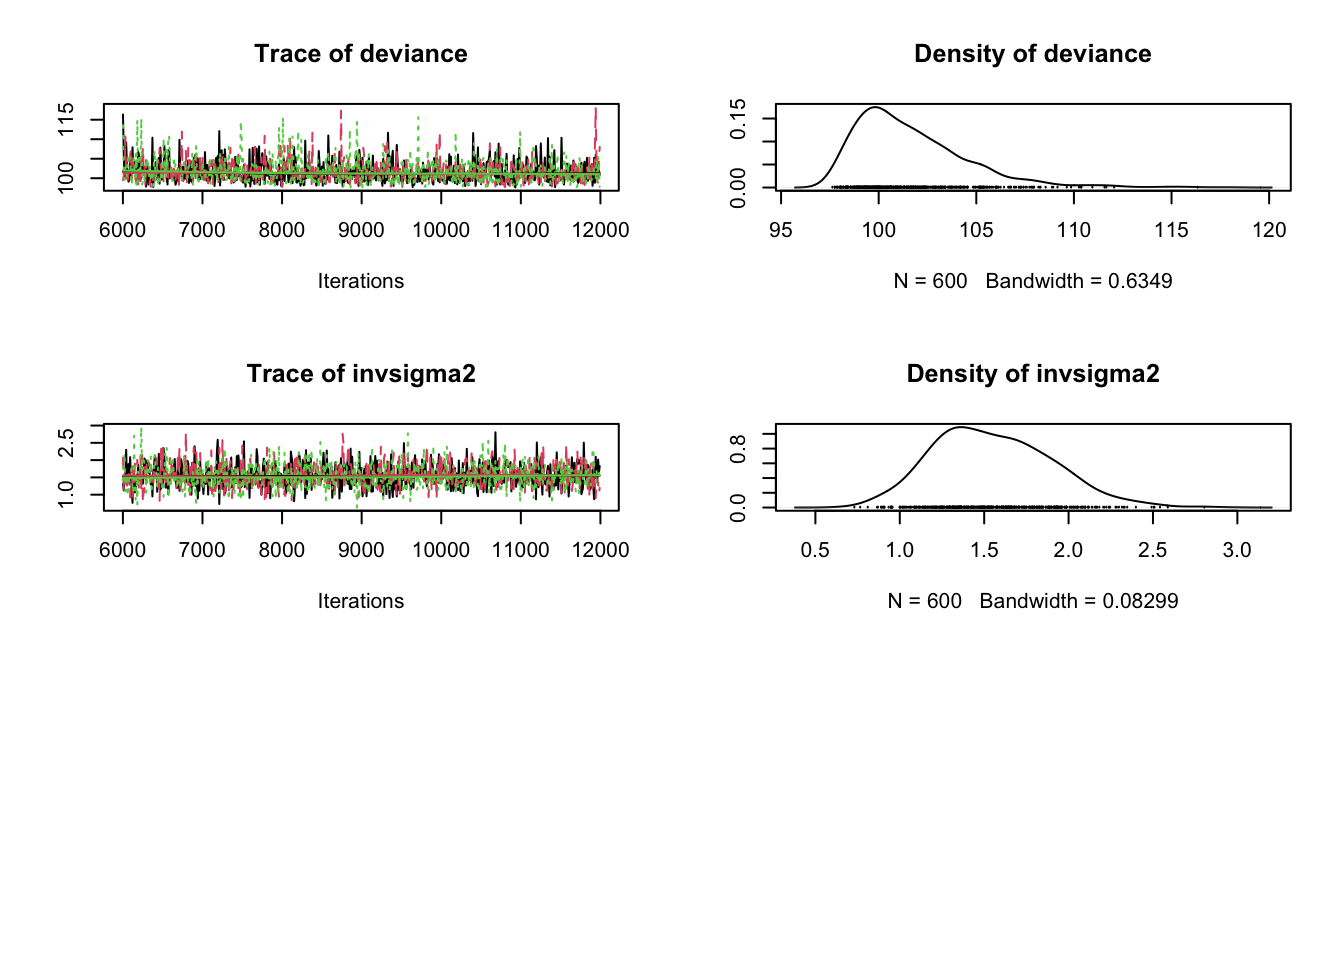 Trace of deviance
115
100
6000 7000 8000 9000 10000 11000 12000
Iterations
Density of deviance
0.15
0.00
95 100 105 110 115 120
N = 600 Bandwidth = 0.6349
Trace of invsigma2
2.5
1.0
6000 7000 8000 9000 10000 11000 12000
Iterations
Density of invsigma2
0.8
0.0
0.5 1.0 1.5 2.0 2.5 3.0
N = 600 Bandwidth = 0.08299